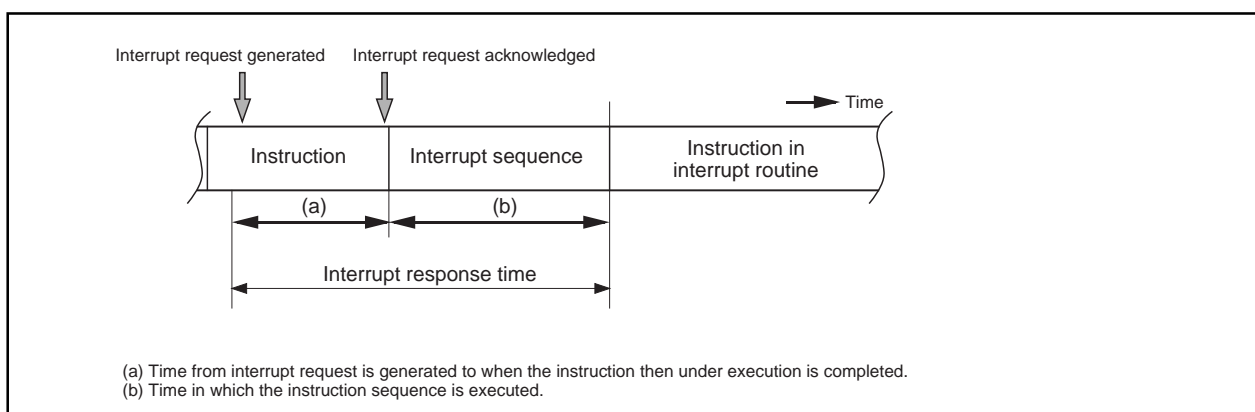 Interrupt request generated
Interrupt request acknowledged
Time
Instruction
Interrupt sequence
Instruction in
interrupt routine
(a)
(b)
Interrupt response time
(a) Time from interrupt request is generated to when the instruction then under execution is completed.
(b) Time in which the instruction sequence is executed.